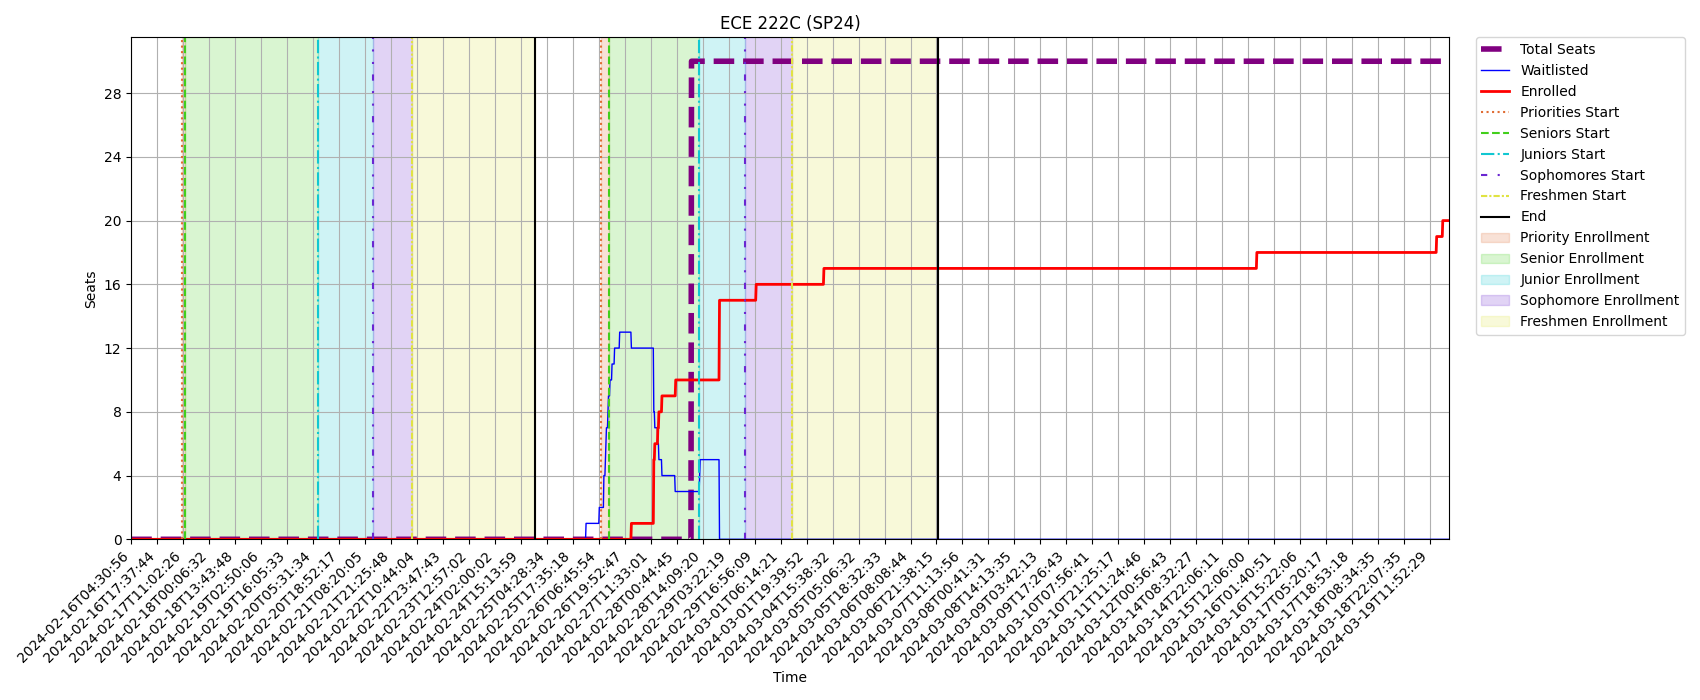 ECE 222C (SP24)
Seats
28
24
20
16
12
8
4
0
2024-02-16T04:30:56
2024-02-16T17:37:44
2024-02-17T11:02:26
2024-02-18T00:06:32
2024-02-18T13:43:48
2024-02-19T02:50:06
2024-02-19T16:05:33
2024-02-20T05:31:34
2024-02-20T18:52:17
2024-02-21T08:20:05
2024-02-21T21:25:48
2024-02-22T10:44:04
2024-02-22T23:47:43
2024-02-23T12:57:02
2024-02-24T02:00:02
2024-02-24T15:13:59
2024-02-25T04:28:34
2024-02-25T17:35:18
2024-02-26T06:45:54
2024-02-26T19:52:47
2024-02-27T11:33:01
2024-02-28T00:44:45
2024-02-28T14:09:20
2024-02-29T03:22:19
2024-02-29T16:56:09
2024-03-01T06:14:21
2024-03-01T19:39:52
2024-03-04T15:38:32
2024-03-05T05:06:32
2024-03-05T18:32:33
2024-03-06T08:08:44
2024-03-06T21:38:15
2024-03-07T11:13:56
2024-03-08T00:41:31
2024-03-08T14:13:35
2024-03-09T03:42:13
2024-03-09T17:26:43
2024-03-10T07:56:41
2024-03-10T21:25:17
2024-03-11T11:24:46
2024-03-12T00:56:43
2024-03-14T08:32:27
2024-03-14T22:06:11
2024-03-15T12:06:00
2024-03-16T01:40:51
2024-03-16T15:22:06
2024-03-17T05:20:17
2024-03-17T18:53:18
2024-03-18T08:34:35
2024-03-18T22:07:35
2024-03-19T11:52:29
Time
Total Seats
Waitlisted
Enrolled
Priorities Start
Seniors Start
Juniors Start
Sophomores Start
Freshmen Start
End
Priority Enrollment
Senior Enrollment
Junior Enrollment
Sophomore Enrollment
Freshmen Enrollment